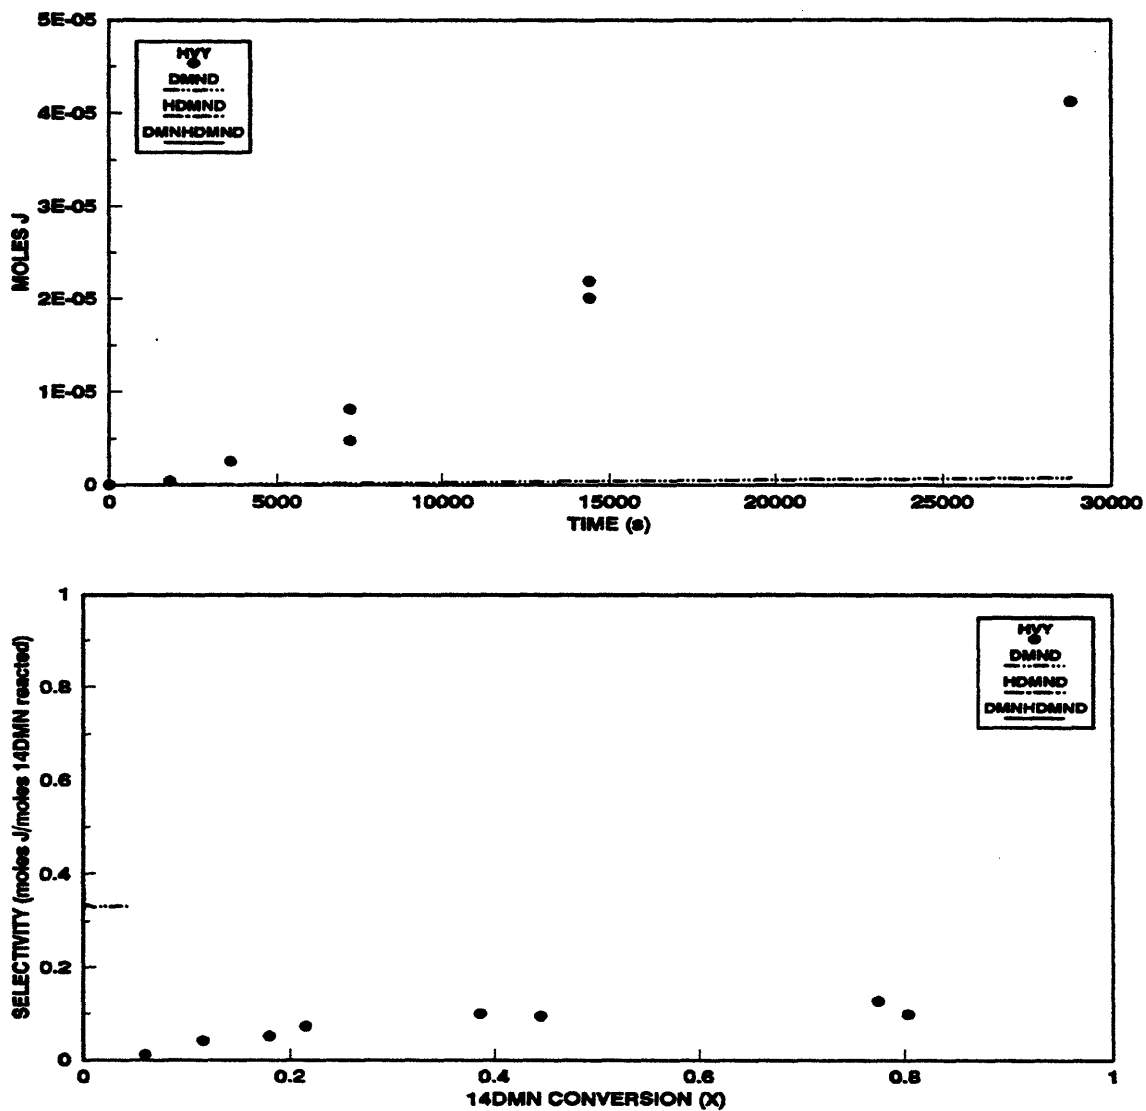 5E-05
4E-05
3E-05
2E-05
1E-05
0
MOLES J
HVY
DMND
HDMND
DMNHDMND
0 5000 10000 15000 20000 25000 30000
TIME (s)
1
0.8
0.6
0.4
0.2
0
SELECTIVITY (moles J/moles 14DMN reacted)
HVY
DMND
HDMND
DMNHDMND
0 0.2 0.4 0.6 0.8 1
14DMN CONVERSION (X)